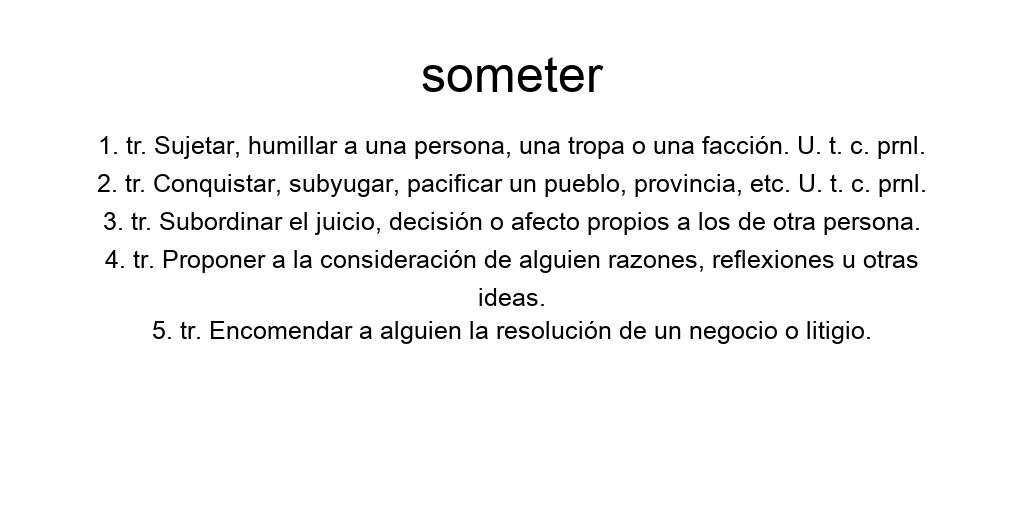 someter
1. tr. Sujetar, humillar a una persona, una tropa o una facción. U. t. c. prnl.
2. tr. Conquistar, subyugar, pacificar un pueblo, provincia, etc. U. t. c. prnl.
3. tr. Subordinar el juicio, decisión o afecto propios a los de otra persona.
4. tr. Proponer a la consideración de alguien razones, reflexiones u otras
ideas.
5. tr. Encomendar a alguien la resolución de un negocio o litigio.